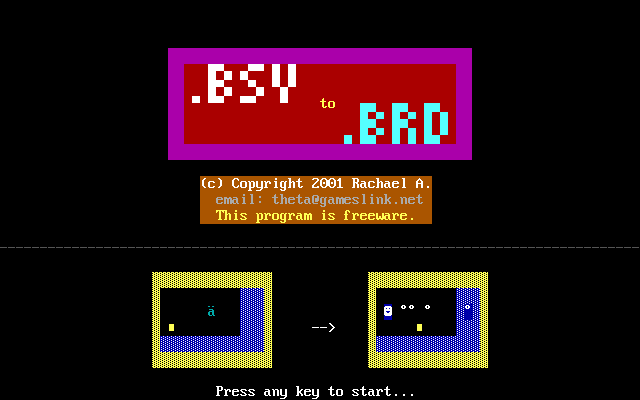 .BSV
to
.BRD
(c) Copyright 2001 Rachael A.
email: theta@gameslink.net
This program is freeware.
ä
-->
Press any key to start...